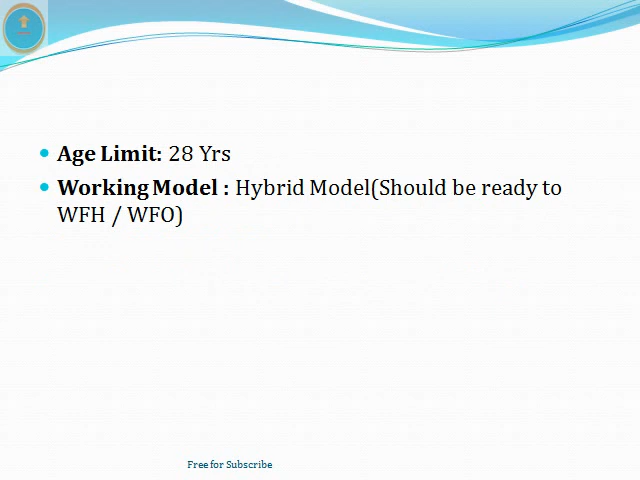 Age Limit: 28 Yrs
Working Model : Hybrid Model(Should be ready to
WFH / WFO)
Free for Subscribe